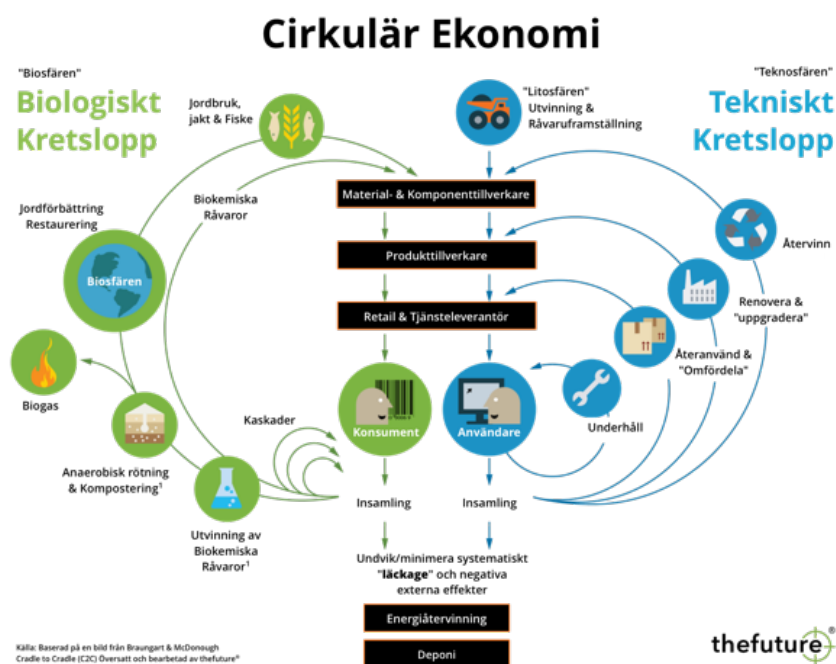 Cirkulär Ekonomi
"Biosfären"
Biologiskt
Kretslopp
"Teknosfären"
Tekniskt
Kretslopp
Jordbruk,
jakt & Fiske
"Litosfären"
Utvinning &
Råvaruframställning
Material- & Komponenttillverkare
Biokemiska
Råvaror
Jordförbättring
Restaurering
Återvinn
Produkttillverkare
Biosfären
Renovera &
"uppgradera"
Retail & Tjänsteleverantör
Återanvänd &
"Omfördela"
Biogas
Kaskader
Konsument
Användare
Underhåll
Anaerobisk rötning
& Kompostering¹
Insamling
Insamling
Utvinning av
Biokemiska
Råvaror¹
Undvik/minimera systematiskt
"läckage" och negativa
externa effekter
Energiåtervinning
Deponi
Källa: Baserad på en bild från Braungart & McDonough
Cradle to Cradle (C2C) Översatt och bearbetad av thefuture®
thefuture®